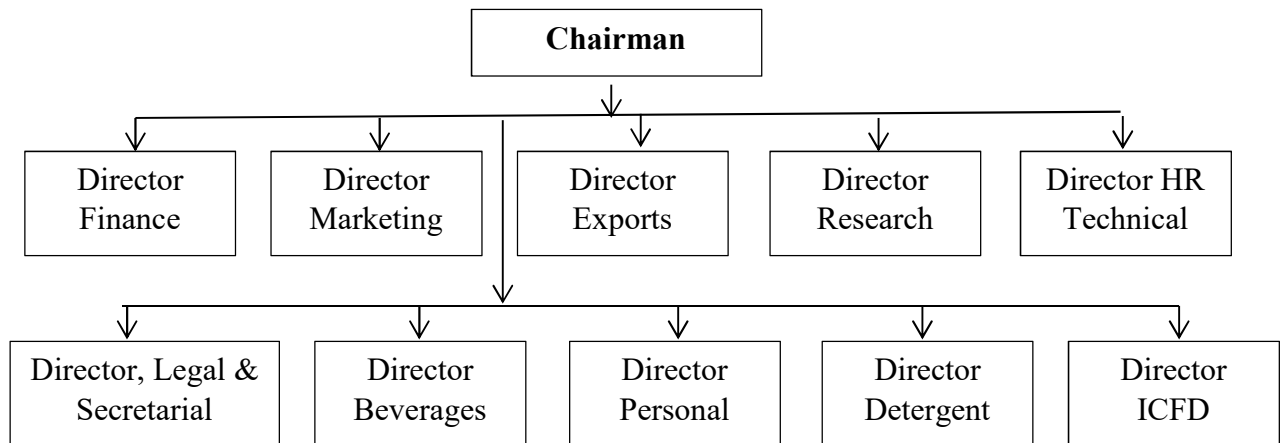 Chairman
Director
Finance
Director
Marketing
Director
Exports
Director
Research
Director HR
Technical
Director, Legal &
Secretarial
Director
Beverages
Director
Personal
Director
Detergent
Director
ICFD